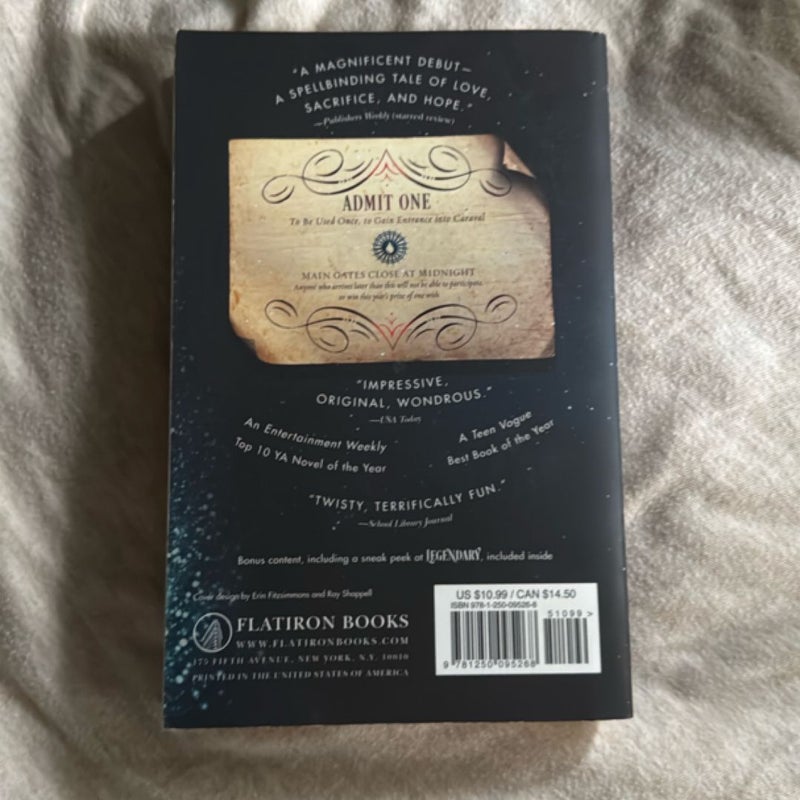 "A MAGNIFICENT DEBUT—
A SPELLBINDING TALE OF LOVE,
SACRIFICE, AND HOPE."
—Publishers Weekly (starred review)
ADMIT ONE
To Be Used Once, to Gain Entrance into Caraval
MAIN GATES CLOSE AT MIDNIGHT
Anyone who arrives later than this will not be able to participate,
or win this year's prize of one wish
"IMPRESSIVE,
ORIGINAL, WONDROUS."
—USA Today
An Entertainment Weekly
Top 10 YA Novel of the Year
A Teen Vogue
Best Book of the Year
"TWISTY, TERRIFICALLY FUN."
—School Library Journal
Bonus content, including a sneak peek at LEGENDARY, included inside
Cover design by Erin Fitzsimmons and Ray Shappell
FLATIRON BOOKS
WWW.FLATIRONBOOKS.COM
175 FIFTH AVENUE, NEW YORK, N.Y. 10010
PRINTED IN THE UNITED STATES OF AMERICA
US $10.99 / CAN $14.50
ISBN 978-1-250-09526-8
51099>
9 781250 095268